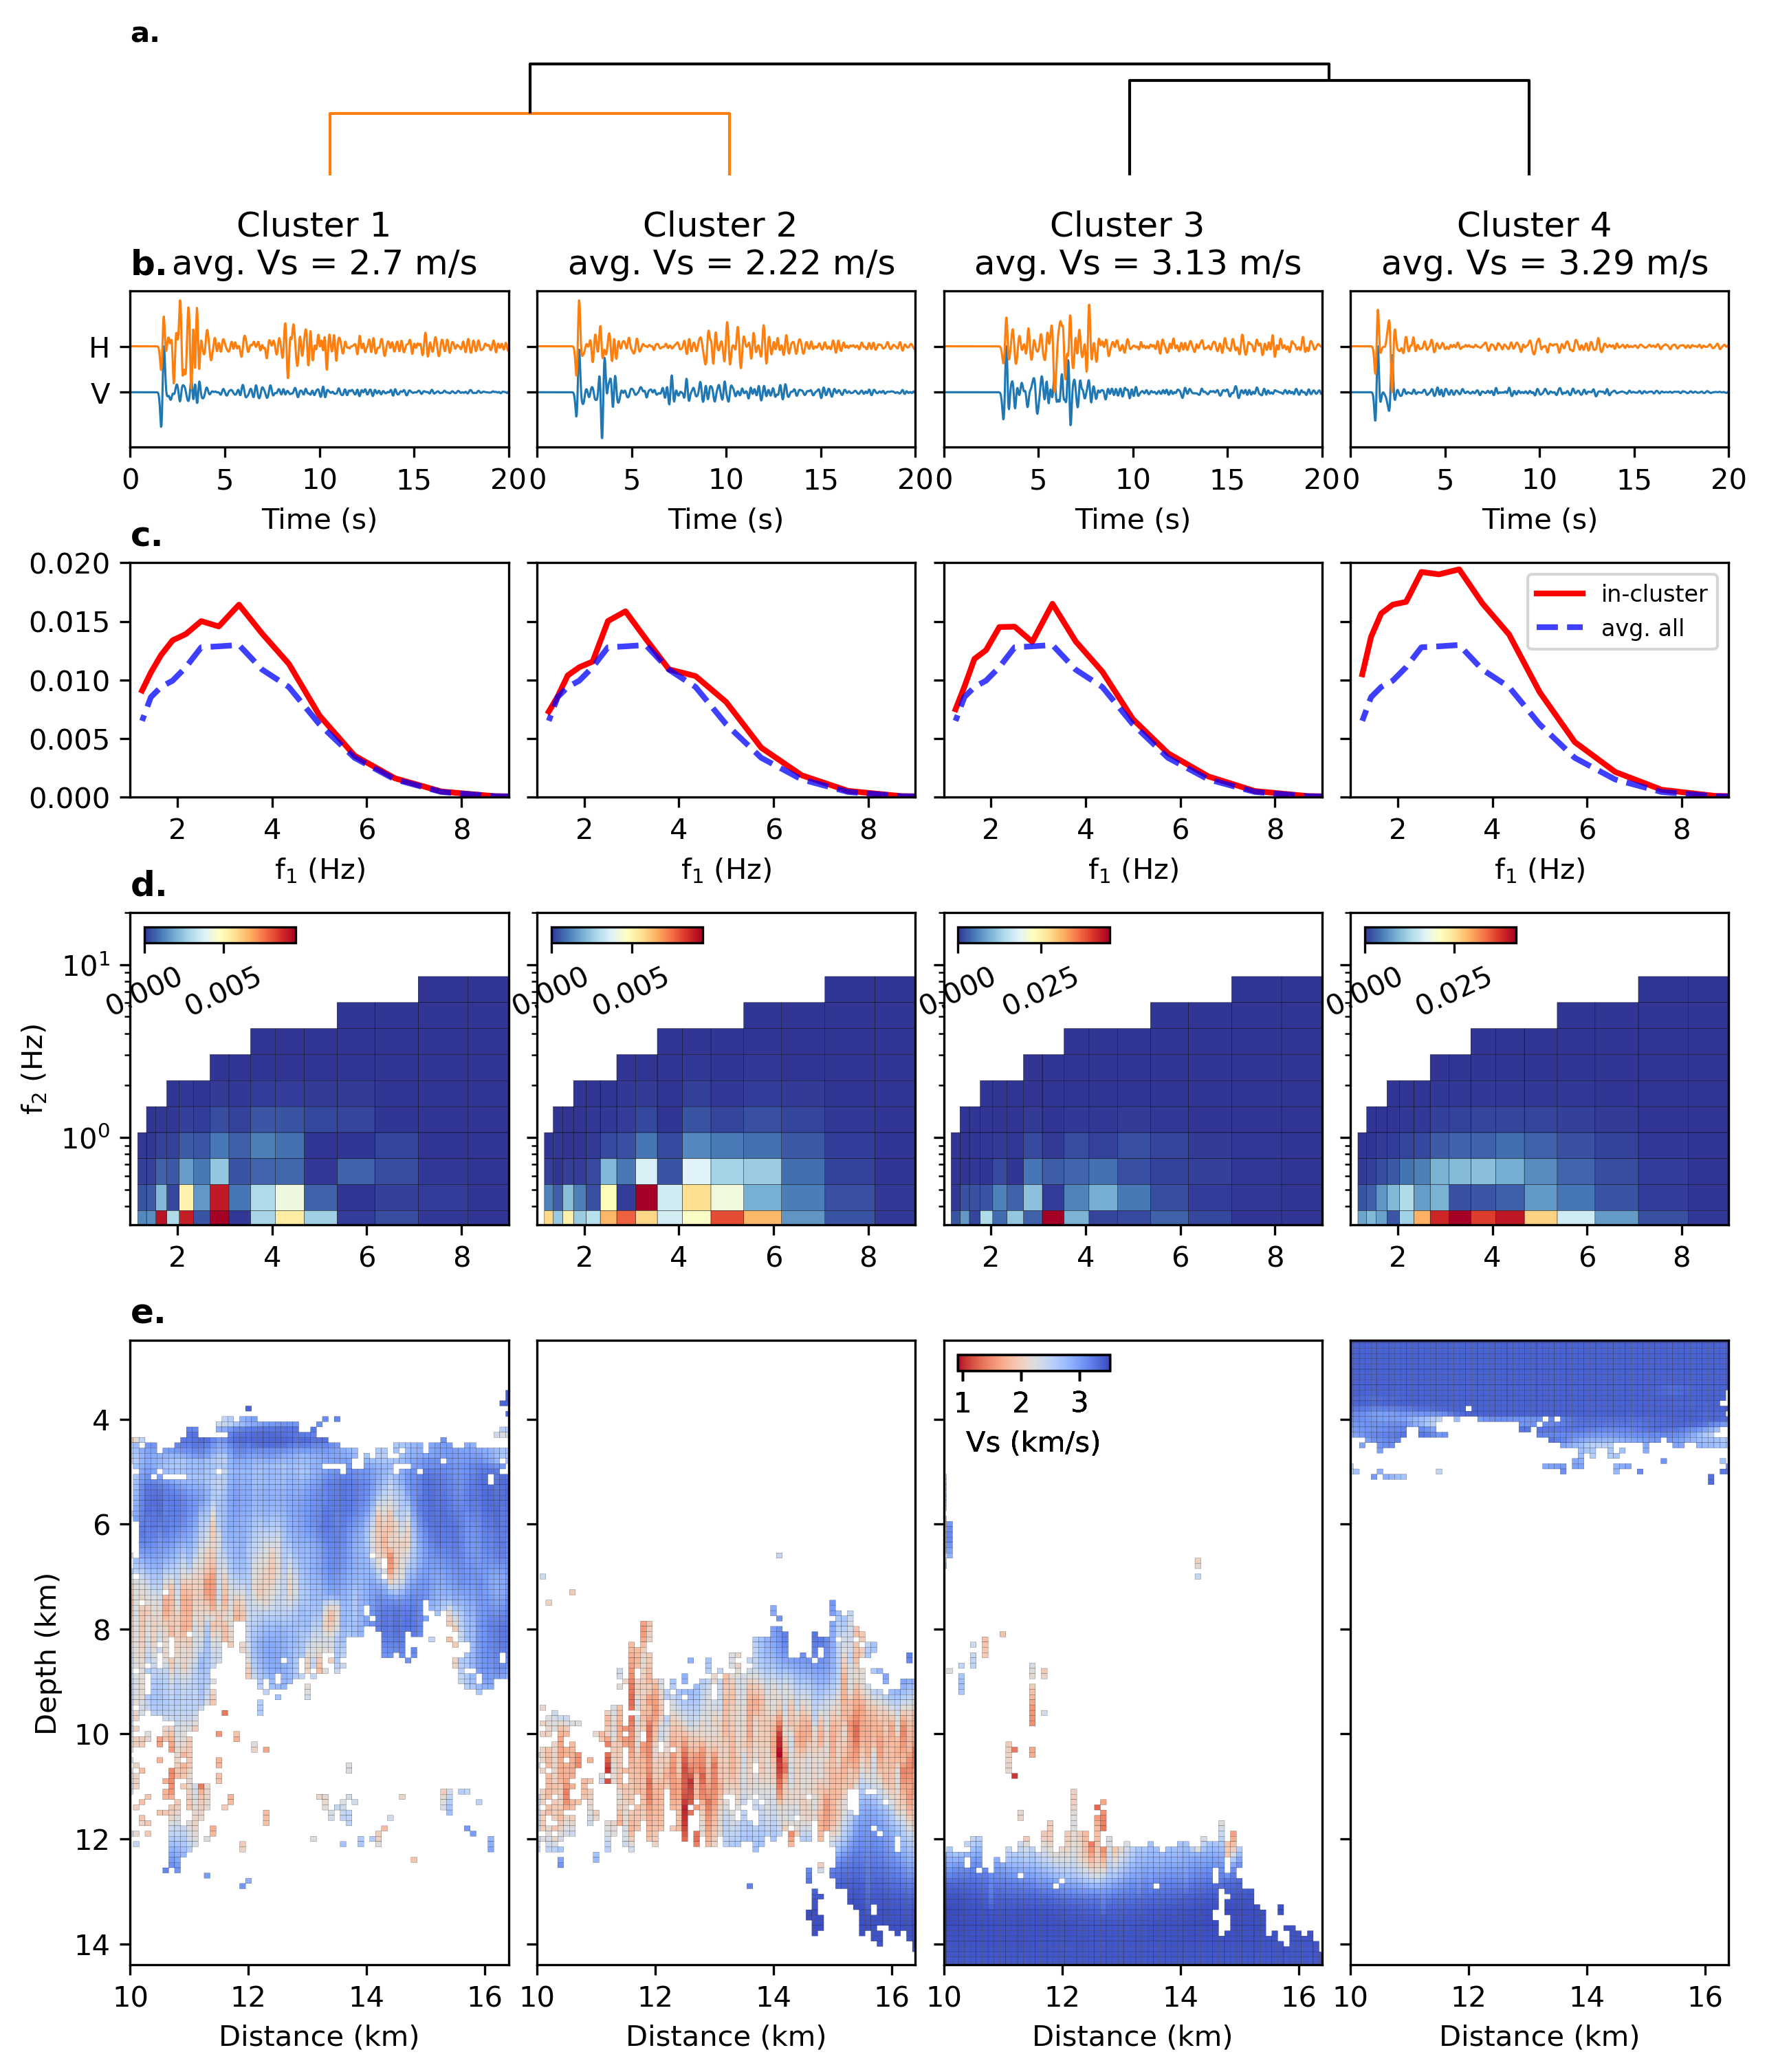 a.
Cluster 1 Cluster 2 Cluster 3 Cluster 4
b. avg. Vs = 2.7 m/s avg. Vs = 2.22 m/s avg. Vs = 3.13 m/s avg. Vs = 3.29 m/s
H
V
0 5 10 15 20 0 5 10 15 20 0 5 10 15 20 0 5 10 15 20
Time (s) Time (s) Time (s) Time (s)
c.
0.020
in-cluster
0.015
avg. all
0.010
0.005
0.000
2 4 6 8 2 4 6 8 2 4 6 8 2 4 6 8
f₁ (Hz) f₁ (Hz) f₁ (Hz) f₁ (Hz)
d.
10¹
0.000 0.005 0.000 0.005 0.000 0.025 0.000 0.025
f₂ (Hz)
10⁰
2 4 6 8 2 4 6 8 2 4 6 8 2 4 6 8
e.
1 2 3
Vs (km/s)
4
6
8
Depth (km)
10
12
14
10 12 14 16 10 12 14 16 10 12 14 16 10 12 14 16
Distance (km) Distance (km) Distance (km) Distance (km)